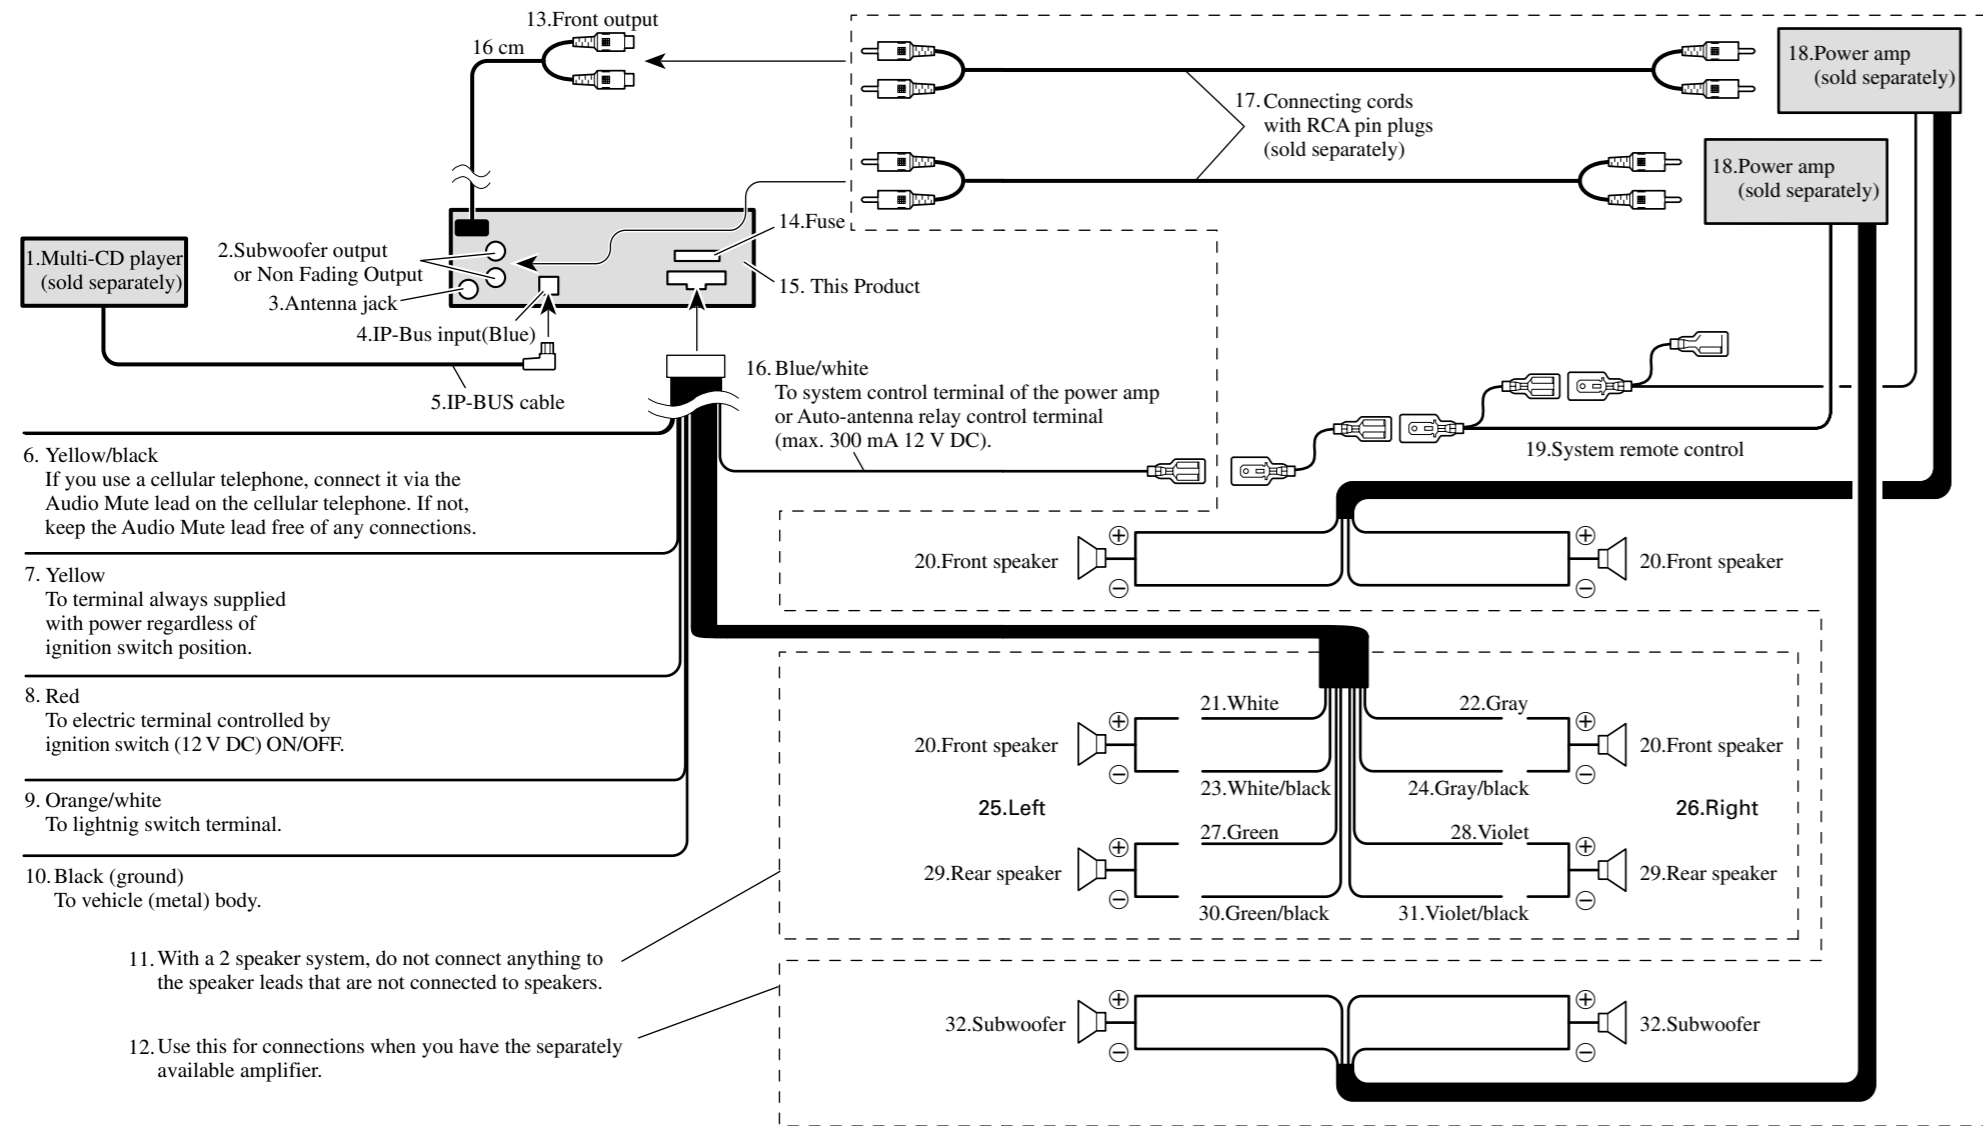 13.Front output
16 cm
18.Power amp
(sold separately)
17. Connecting cords
with RCA pin plugs
(sold separately)
18.Power amp
(sold separately)
14.Fuse
1.Multi-CD player
(sold separately)
2.Subwoofer output
or Non Fading Output
15. This Product
3.Antenna jack
4.IP-Bus input(Blue)
5.IP-BUS cable
16. Blue/white
To system control terminal of the power amp
or Auto-antenna relay control terminal
(max. 300 mA 12 V DC).
19.System remote control
6. Yellow/black
If you use a cellular telephone, connect it via the
Audio Mute lead on the cellular telephone. If not,
keep the Audio Mute lead free of any connections.
7. Yellow
To terminal always supplied
with power regardless of
ignition switch position.
8. Red
To electric terminal controlled by
ignition switch (12 V DC) ON/OFF.
9. Orange/white
To lightnig switch terminal.
10. Black (ground)
To vehicle (metal) body.
11. With a 2 speaker system, do not connect anything to
the speaker leads that are not connected to speakers.
12. Use this for connections when you have the separately
available amplifier.
⊕ ⊕
20.Front speaker 20.Front speaker
⊖ ⊖
21.White 22.Gray
⊕ ⊕
20.Front speaker 20.Front speaker
⊖ ⊖
23.White/black 24.Gray/black
25.Left 26.Right
27.Green 28.Violet
⊕ ⊕
29.Rear speaker 29.Rear speaker
⊖ ⊖
30.Green/black 31.Violet/black
⊕ ⊕
32.Subwoofer 32.Subwoofer
⊖ ⊖